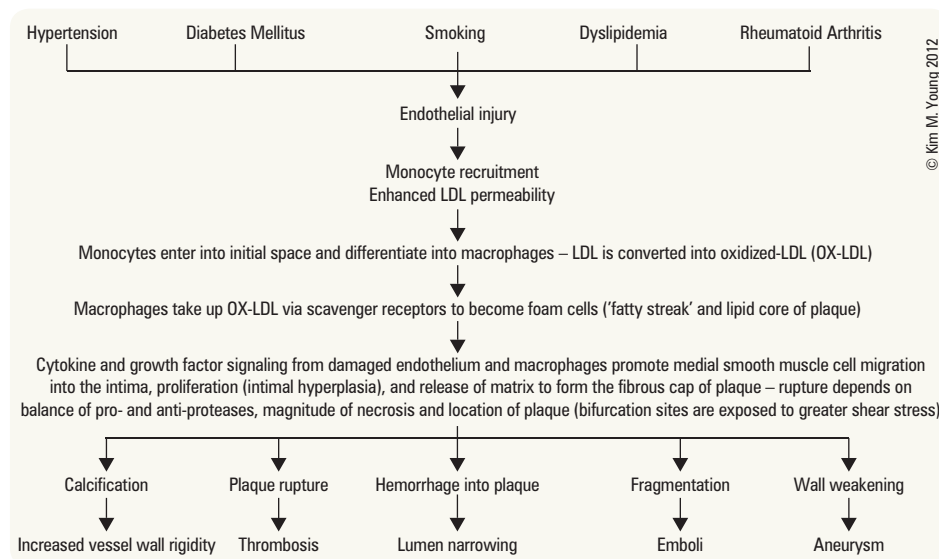 Hypertension Diabetes Mellitus Smoking Dyslipidemia Rheumatoid Arthritis
Endothelial injury
Monocyte recruitment
Enhanced LDL permeability
Monocytes enter into initial space and differentiate into macrophages – LDL is converted into oxidized-LDL (OX-LDL)
Macrophages take up OX-LDL via scavenger receptors to become foam cells (‘fatty streak’ and lipid core of plaque)
Cytokine and growth factor signaling from damaged endothelium and macrophages promote medial smooth muscle cell migration
into the intima, proliferation (intimal hyperplasia), and release of matrix to form the fibrous cap of plaque – rupture depends on
balance of pro- and anti-proteases, magnitude of necrosis and location of plaque (bifurcation sites are exposed to greater shear stress)
Calcification Plaque rupture Hemorrhage into plaque Fragmentation Wall weakening
Increased vessel wall rigidity Thrombosis Lumen narrowing Emboli Aneurysm
© Kim M. Young 2012